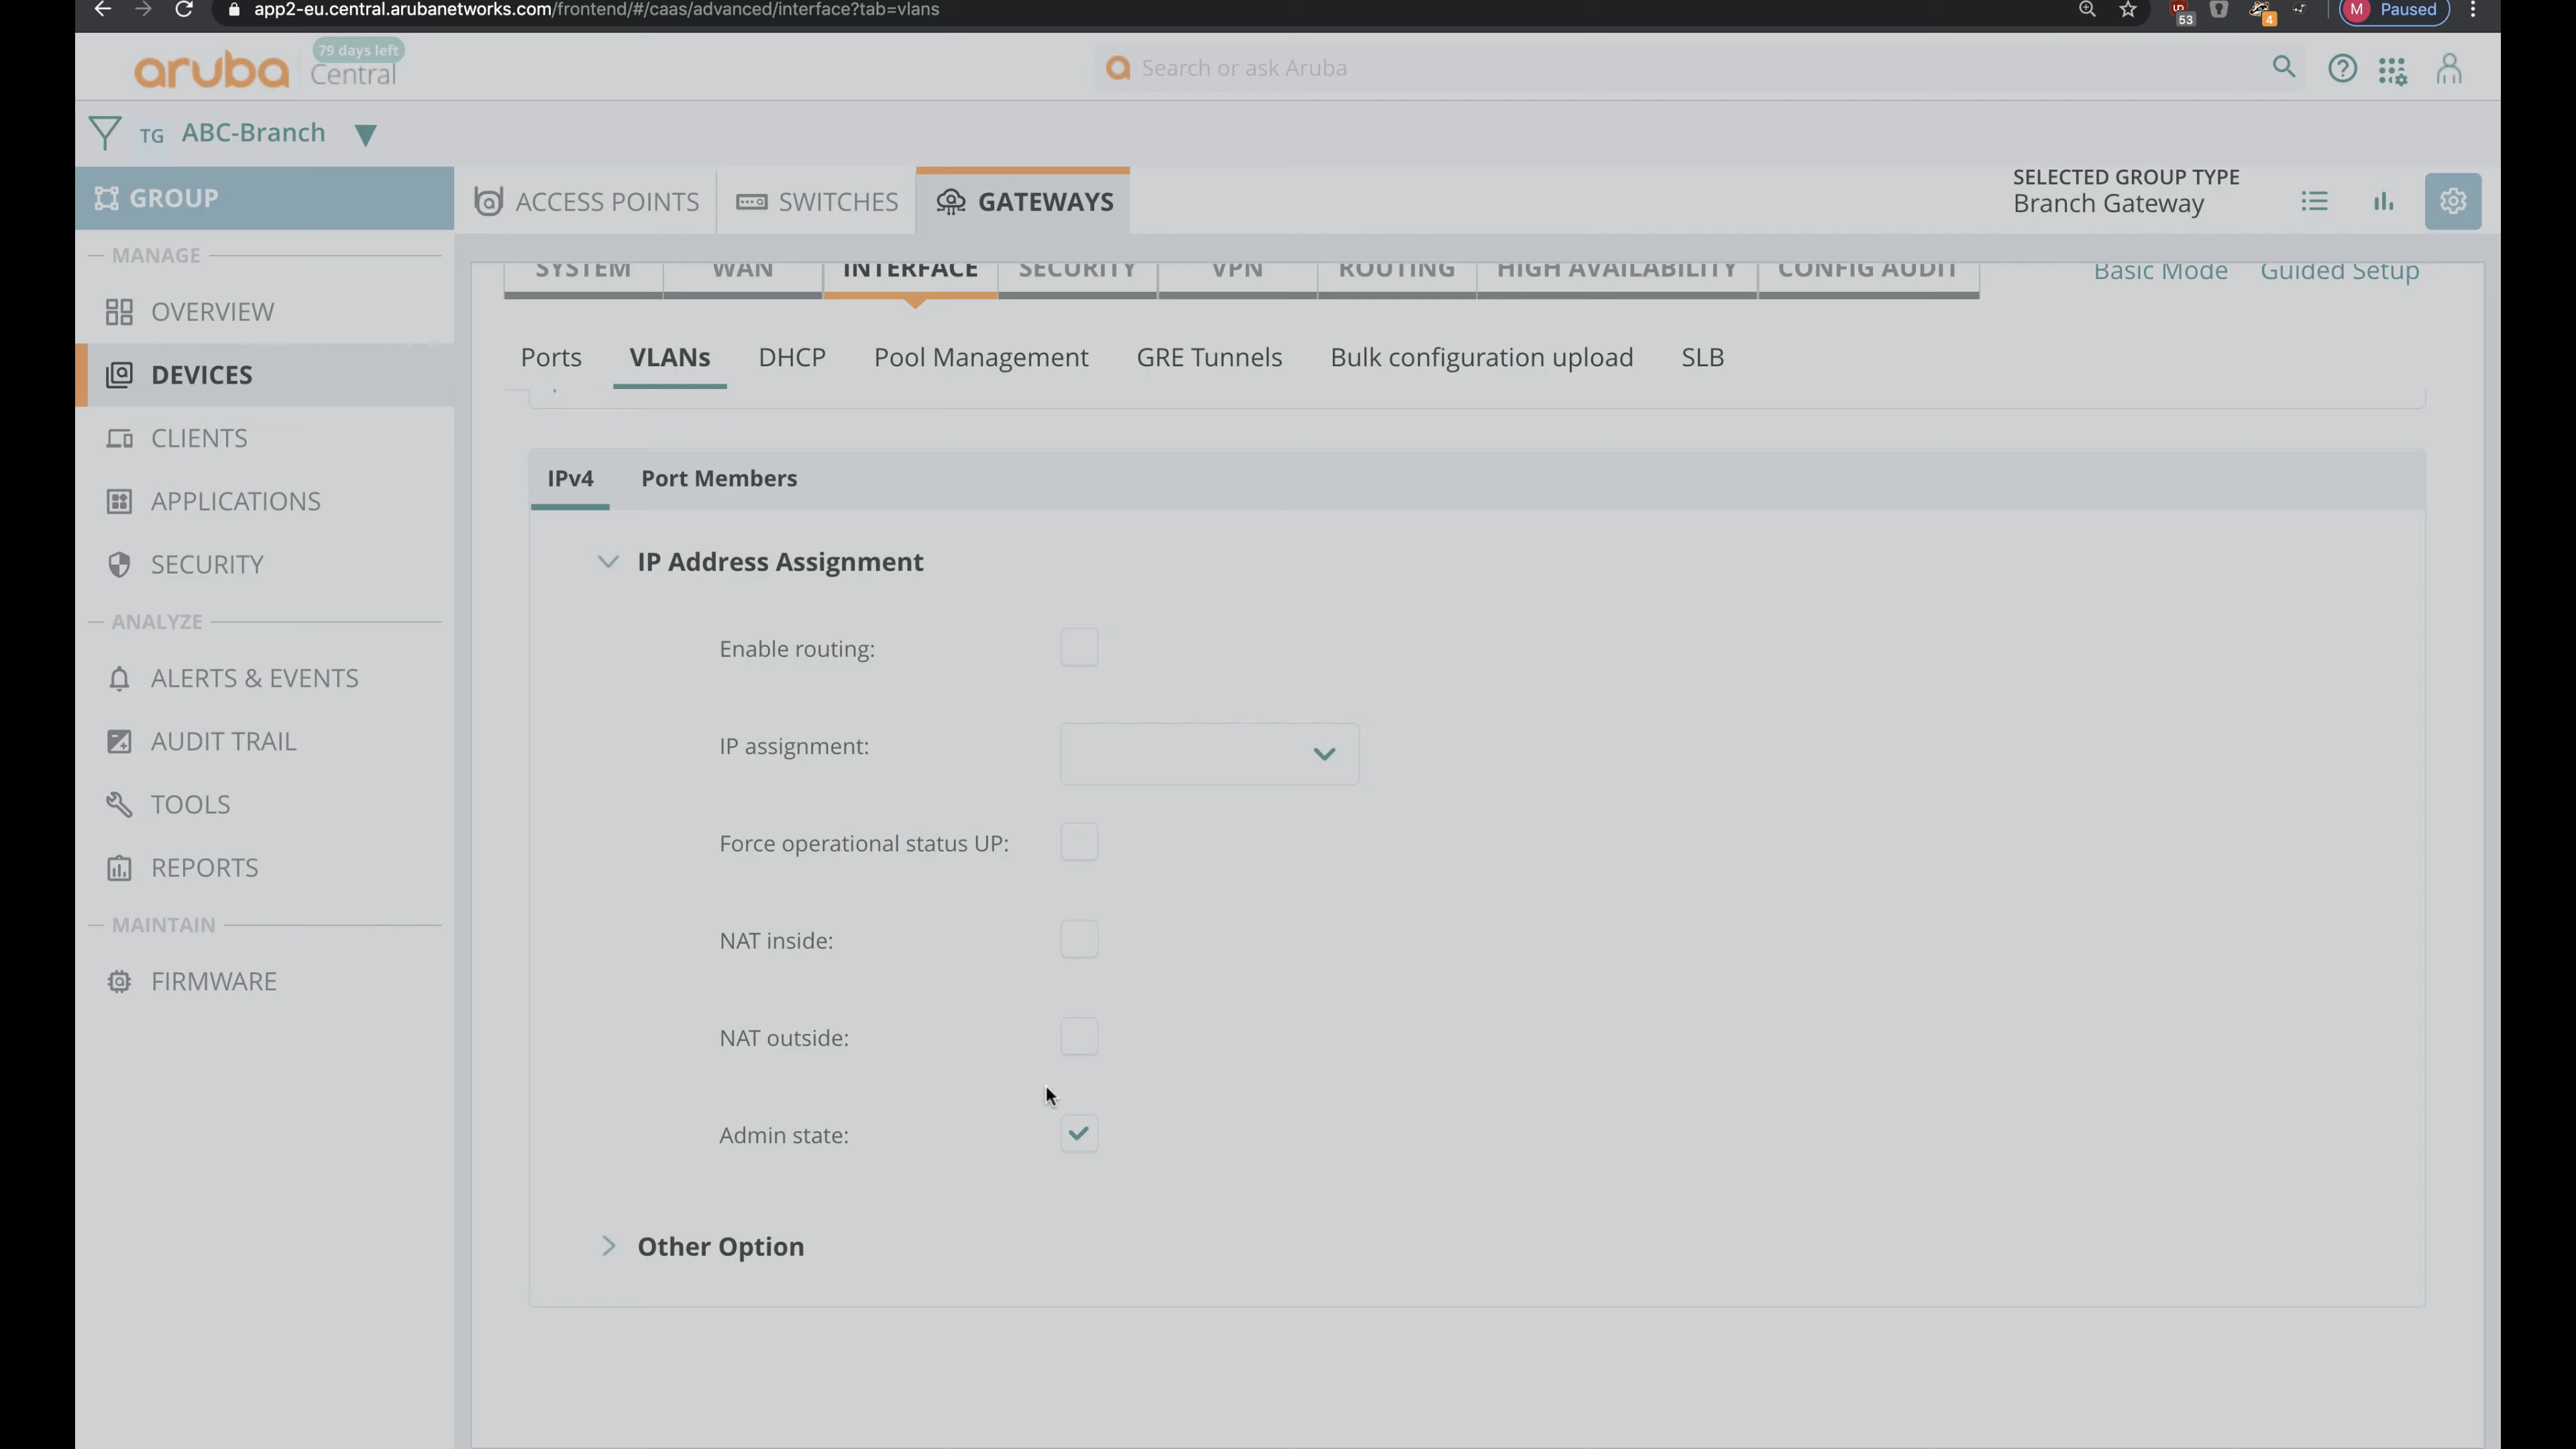 app2-eu.central.arubanetworks.com/frontend/#/caas/advanced/interface?tab=vlans
53
4
M Paused
aruba Central
79 days left
Search or ask Aruba
TG ABC-Branch
GROUP
ACCESS POINTS SWITCHES GATEWAYS
SELECTED GROUP TYPE
Branch Gateway
MANAGE
OVERVIEW
DEVICES
CLIENTS
APPLICATIONS
SECURITY
ANALYZE
ALERTS & EVENTS
AUDIT TRAIL
TOOLS
REPORTS
MAINTAIN
FIRMWARE
SYSTEM WAN INTERFACE SECURITY VPN ROUTING HIGH AVAILABILITY CONFIG AUDIT Basic Mode Guided Setup
Ports VLANs DHCP Pool Management GRE Tunnels Bulk configuration upload SLB
IPv4 Port Members
IP Address Assignment
Enable routing:
IP assignment:
Force operational status UP:
NAT inside:
NAT outside:
Admin state:
Other Option